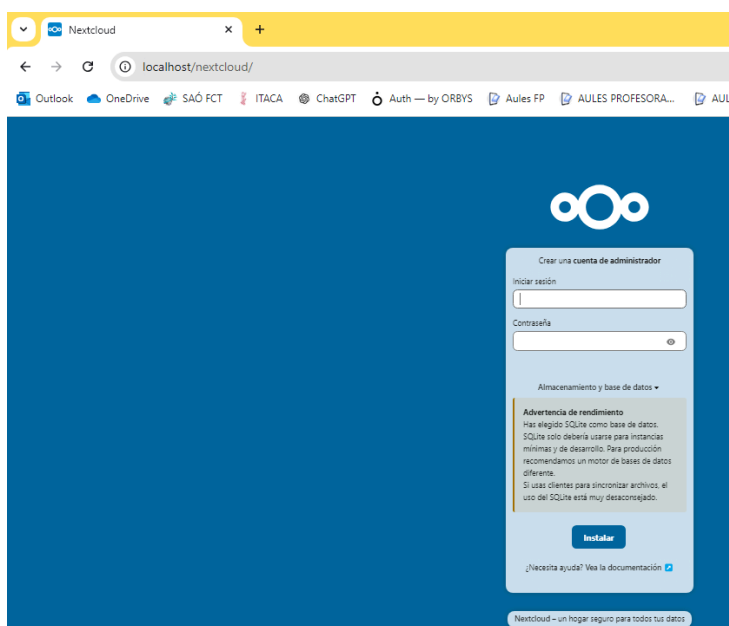 Nextcloud
localhost/nextcloud/
Outlook OneDrive SAÓ FCT ITACA ChatGPT Auth — by ORBYS Aules FP AULES PROFESORA... AUL
Crear una cuenta de administrador
Iniciar sesión
Contraseña
Almacenamiento y base de datos
Advertencia de rendimiento
Has elegido SQLite como base de datos.
SQLite solo debería usarse para instancias
mínimas y de desarrollo. Para producción
recomendamos un motor de bases de datos
diferente.
Si usas clientes para sincronizar archivos, el
uso del SQLite está muy desaconsejado.
Instalar
¿Necesita ayuda? Vea la documentación
Nextcloud – un hogar seguro para todos tus datos